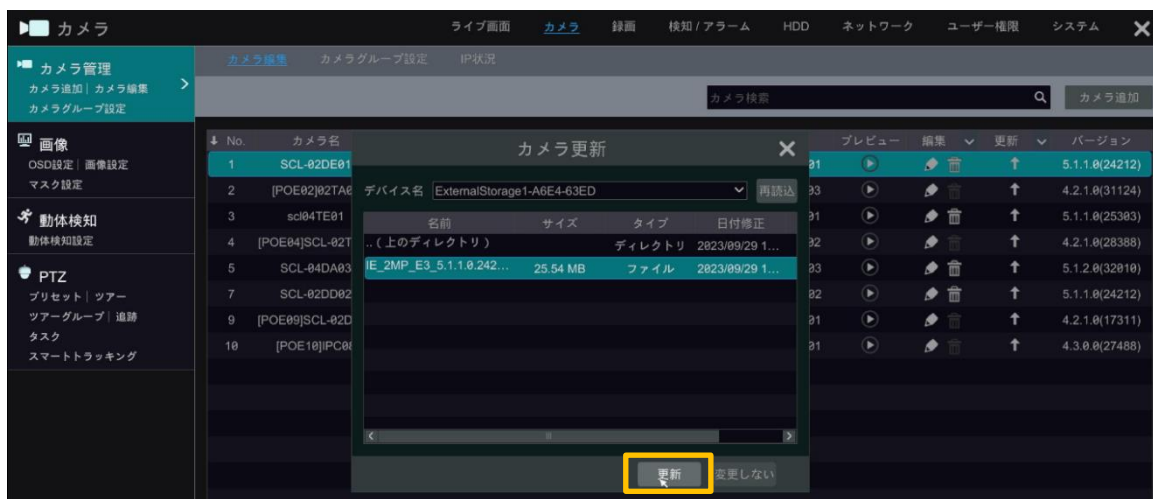 カメラ
ライブ画面 カメラ 録画 検知 / アラーム HDD ネットワーク ユーザー権限 システム
カメラ管理
カメラ追加 | カメラ編集
カメラグループ設定
画像
OSD設定 | 画像設定
マスク設定
動体検知
動体検知設定
PTZ
プリセット | ツアー
ツアーグループ | 追跡
タスク
スマートトラッキング
カメラ編集 カメラグループ設定 IP状況
カメラ検索 カメラ追加
No. カメラ名 プレビュー 編集 更新 バージョン
1 SCL-02DE01 01 5.1.1.0(24212)
2 [POE02]02TA0 03 4.2.1.0(31124)
3 scl04TE01 01 5.1.1.0(25303)
4 [POE04]SCL-02T 02 4.2.1.0(28388)
5 SCL-04DA03 03 5.1.2.0(32010)
7 SCL-02DD02 02 5.1.1.0(24212)
9 [POE09]SCL-02D 01 4.2.1.0(17311)
10 [POE10]IPC08 01 4.3.0.0(27488)
カメラ更新
デバイス名 ExternalStorage1-A6E4-63ED 再読込
名前 サイズ タイプ 日付修正
..(上のディレクトリ) ディレクトリ 2023/09/29 1...
IE_2MP_E3_5.1.1.0.242... 25.54 MB ファイル 2023/09/29 1...
更新 変更しない